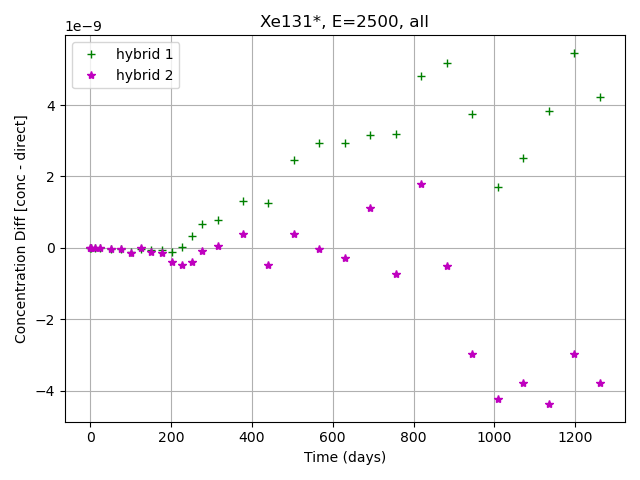 Xe131*, E=2500, all
1e−9
hybrid 1
hybrid 2
Concentration Diff [conc - direct]
4
2
0
−2
−4
0 200 400 600 800 1000 1200
Time (days)